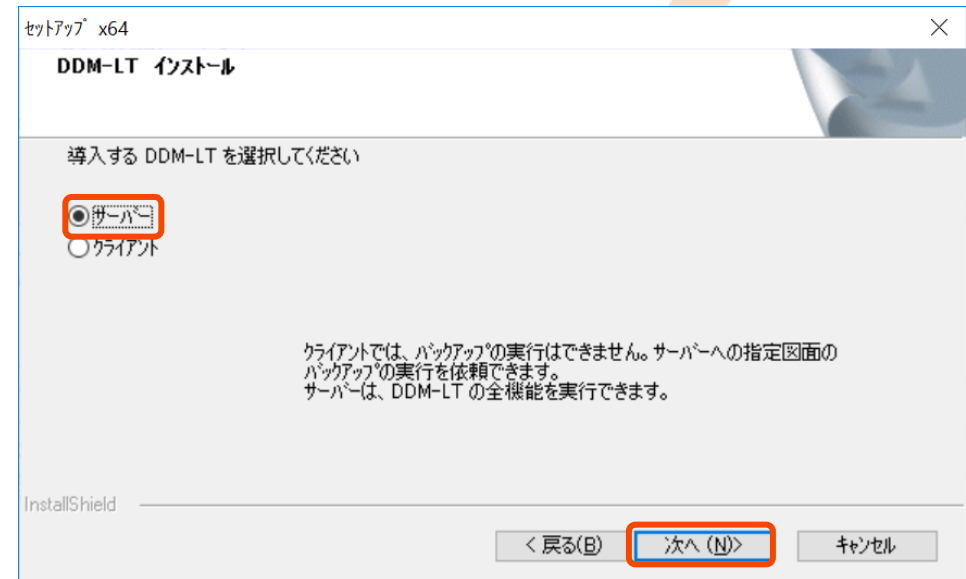 セットアップ x64
DDM-LT インストール
導入する DDM-LT を選択してください
サーバー
クライアント
クライアントでは、バックアップの実行はできません。サーバーへの指定図面の
バックアップの実行を依頼できます。
サーバーは、DDM-LT の全機能を実行できます。
InstallShield
< 戻る(B)
次へ (N)>
キャンセル